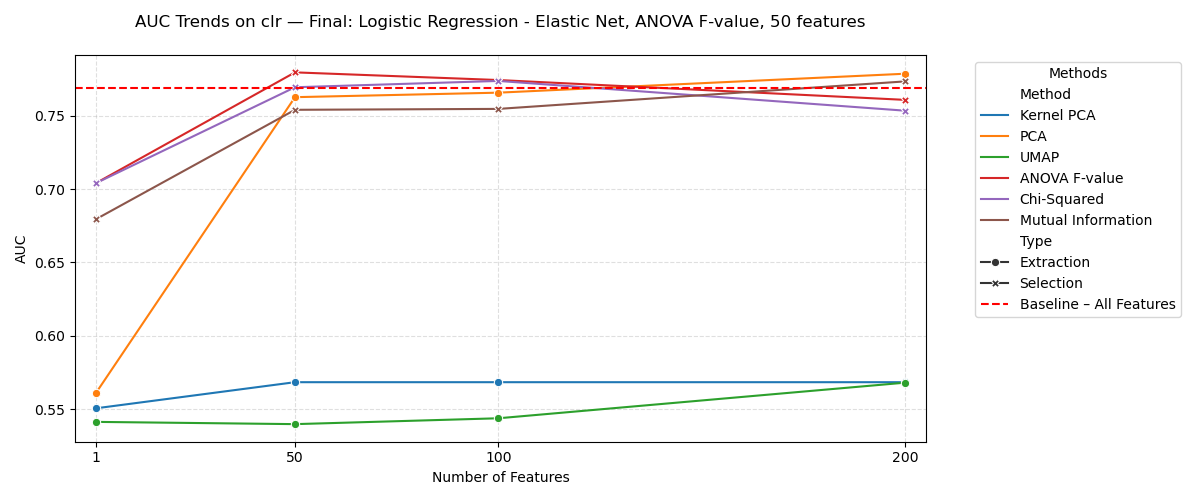 AUC Trends on clr — Final: Logistic Regression - Elastic Net, ANOVA F-value, 50 features
AUC
0.75
0.70
0.65
0.60
0.55
1
50
100
200
Number of Features
Methods
Method
Kernel PCA
PCA
UMAP
ANOVA F-value
Chi-Squared
Mutual Information
Type
Extraction
Selection
Baseline – All Features